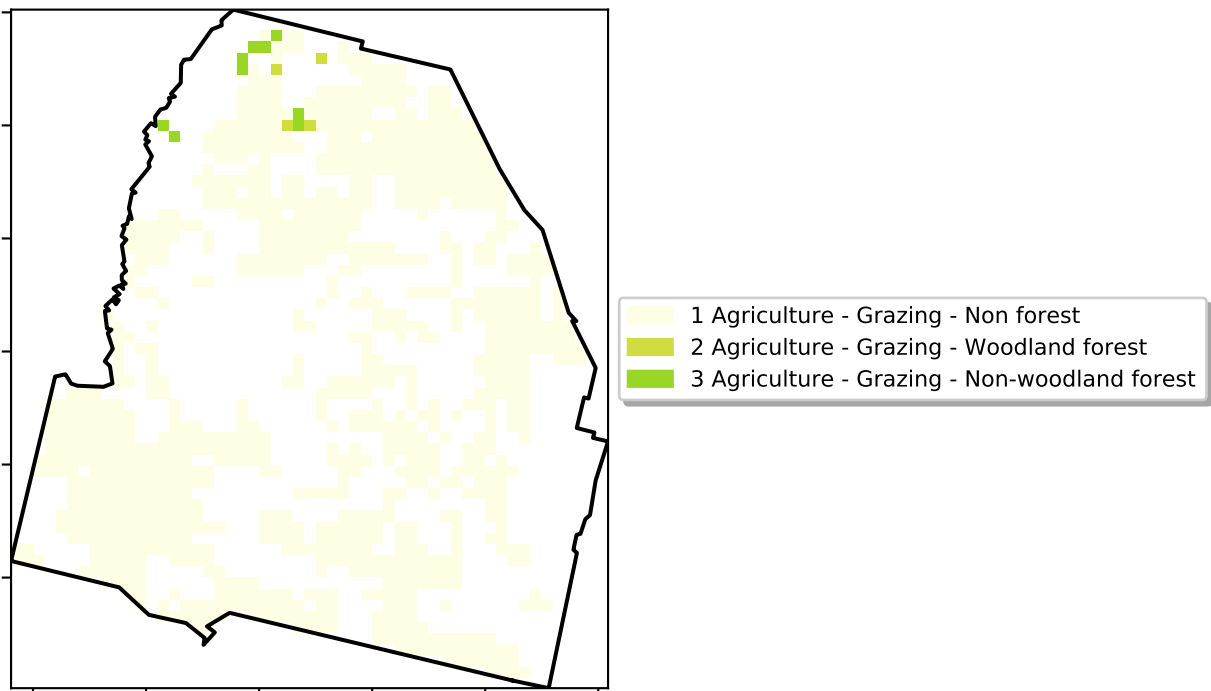 1 Agriculture - Grazing - Non forest
2 Agriculture - Grazing - Woodland forest
3 Agriculture - Grazing - Non-woodland forest